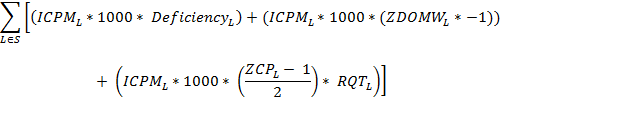 ∑_{L∈S} [(ICPM_L * 1000 * Deficiency_L) + (ICPM_L * 1000 * (ZDOMW_L * −1))
+ (ICPM_L * 1000 * ((ZCP_L − 1)/2) * RQT_L)]